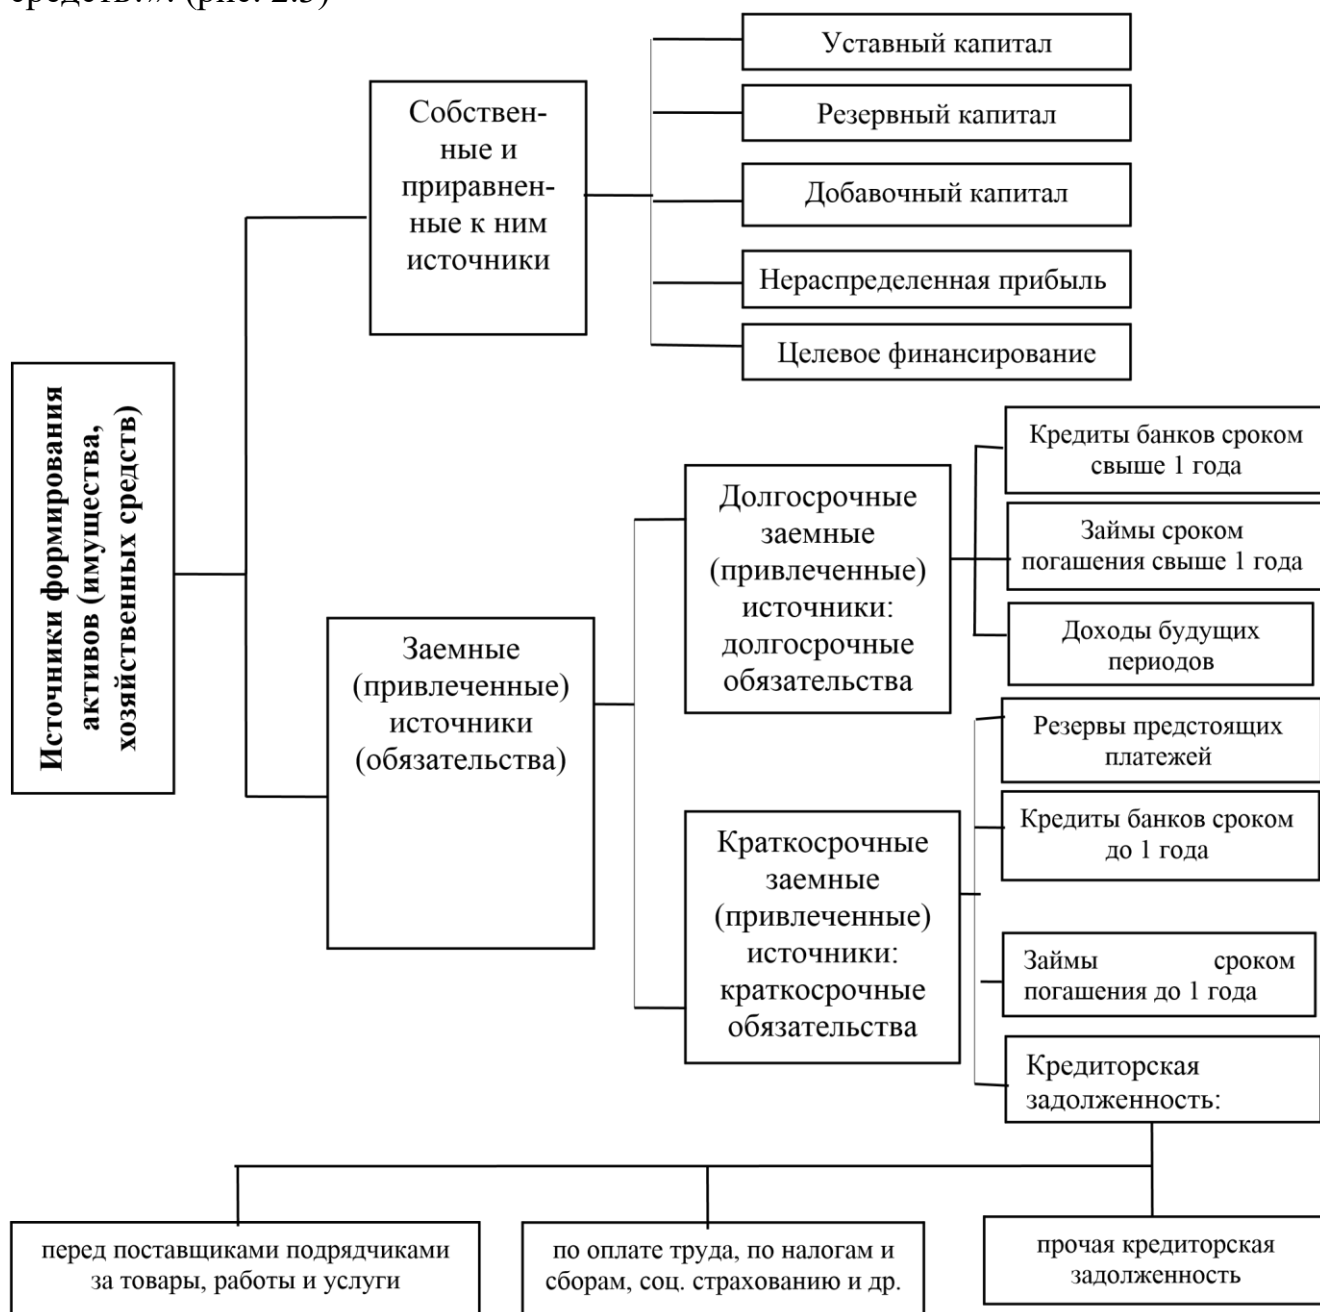 средств.». (рис. 2.3)
Уставный капитал
Резервный капитал
Добавочный капитал
Нераспределенная прибыль
Целевое финансирование
Собствен-
ные и
приравнен-
ные к ним
источники
Источники формирования
активов (имущества,
хозяйственных средств)
Заемные
(привлеченные)
источники
(обязательства)
Долгосрочные
заемные
(привлеченные)
источники:
долгосрочные
обязательства
Кредиты банков сроком
свыше 1 года
Займы сроком
погашения свыше 1 года
Доходы будущих
периодов
Краткосрочные
заемные
(привлеченные)
источники:
краткосрочные
обязательства
Резервы предстоящих
платежей
Кредиты банков сроком
до 1 года
Займы сроком
погашения до 1 года
Кредиторская
задолженность:
перед поставщиками подрядчиками
за товары, работы и услуги
по оплате труда, по налогам и
сборам, соц. страхованию и др.
прочая кредиторская
задолженность